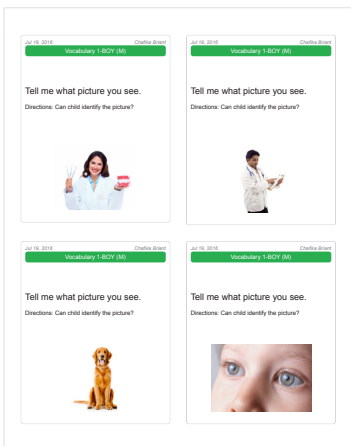 Jul 19, 2016 Chafika Briant
Vocabulary 1-BOY (M)
Tell me what picture you see.
Directions: Can child identify the picture?
Jul 19, 2016 Chafika Briant
Vocabulary 1-BOY (M)
Tell me what picture you see.
Directions: Can child identify the picture?
Jul 19, 2016 Chafika Briant
Vocabulary 1-BOY (M)
Tell me what picture you see.
Directions: Can child identify the picture?
Jul 19, 2016 Chafika Briant
Vocabulary 1-BOY (M)
Tell me what picture you see.
Directions: Can child identify the picture?